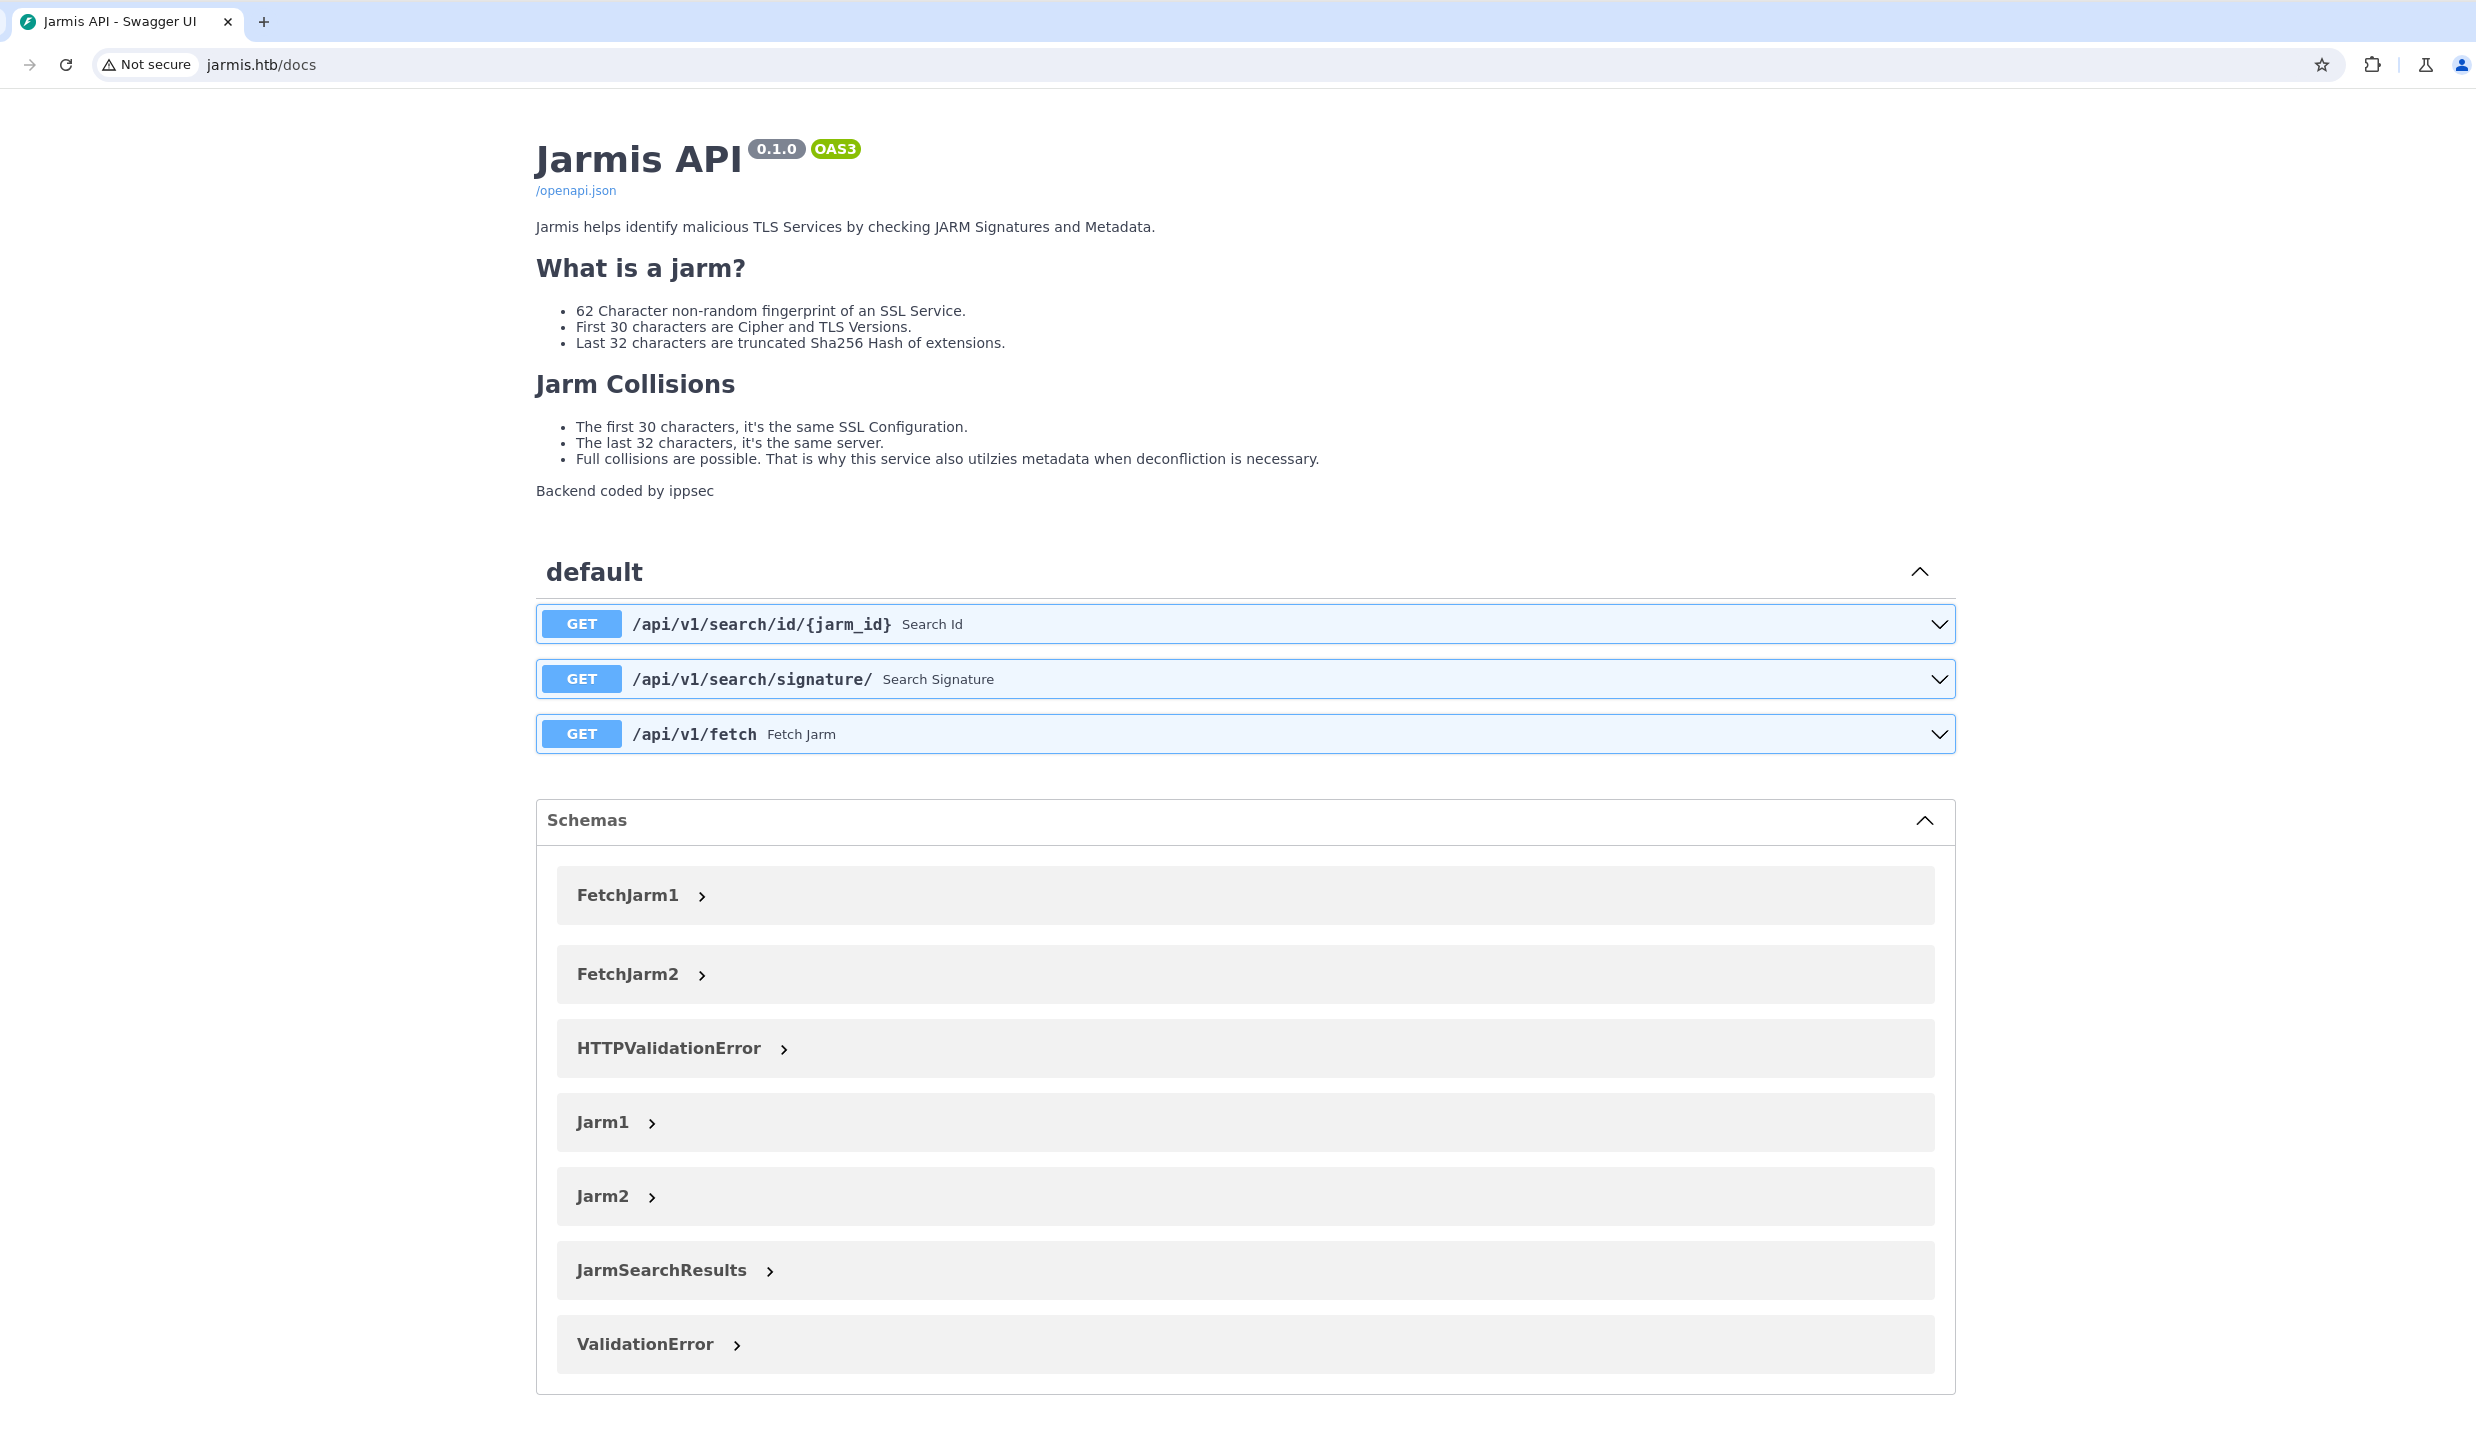 Jarmis API - Swagger UI
Not secure jarmis.htb/docs
Jarmis API 0.1.0 OAS3
/openapi.json
Jarmis helps identify malicious TLS Services by checking JARM Signatures and Metadata.
What is a jarm?
• 62 Character non-random fingerprint of an SSL Service.
• First 30 characters are Cipher and TLS Versions.
• Last 32 characters are truncated Sha256 Hash of extensions.
Jarm Collisions
• The first 30 characters, it's the same SSL Configuration.
• The last 32 characters, it's the same server.
• Full collisions are possible. That is why this service also utilzies metadata when deconfliction is necessary.
Backend coded by ippsec
default
GET /api/v1/search/id/{jarm_id} Search Id
GET /api/v1/search/signature/ Search Signature
GET /api/v1/fetch Fetch Jarm
Schemas
FetchJarm1
FetchJarm2
HTTPValidationError
Jarm1
Jarm2
JarmSearchResults
ValidationError